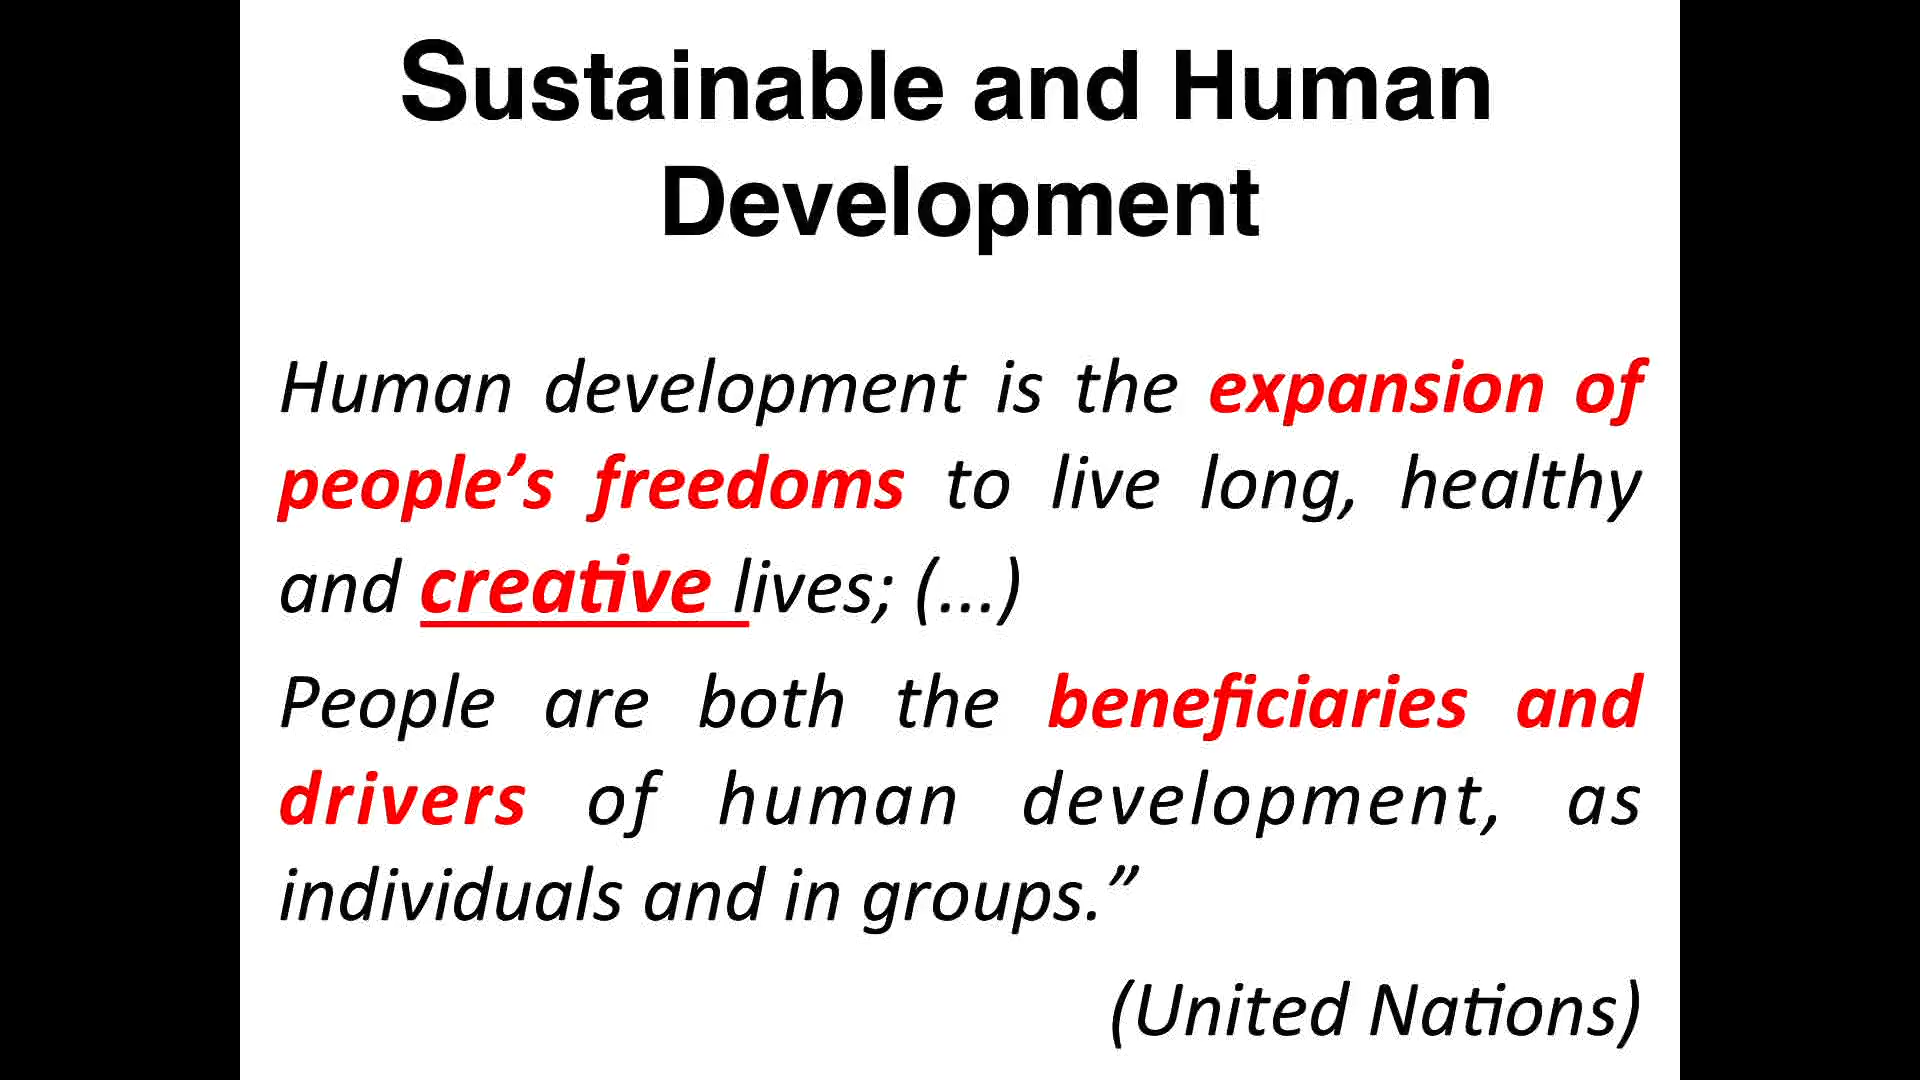 Sustainable and Human
Development
Human development is the expansion of
people’s freedoms to live long, healthy
and creative lives; (...)
People are both the beneficiaries and
drivers of human development, as
individuals and in groups.”
(United Nations)